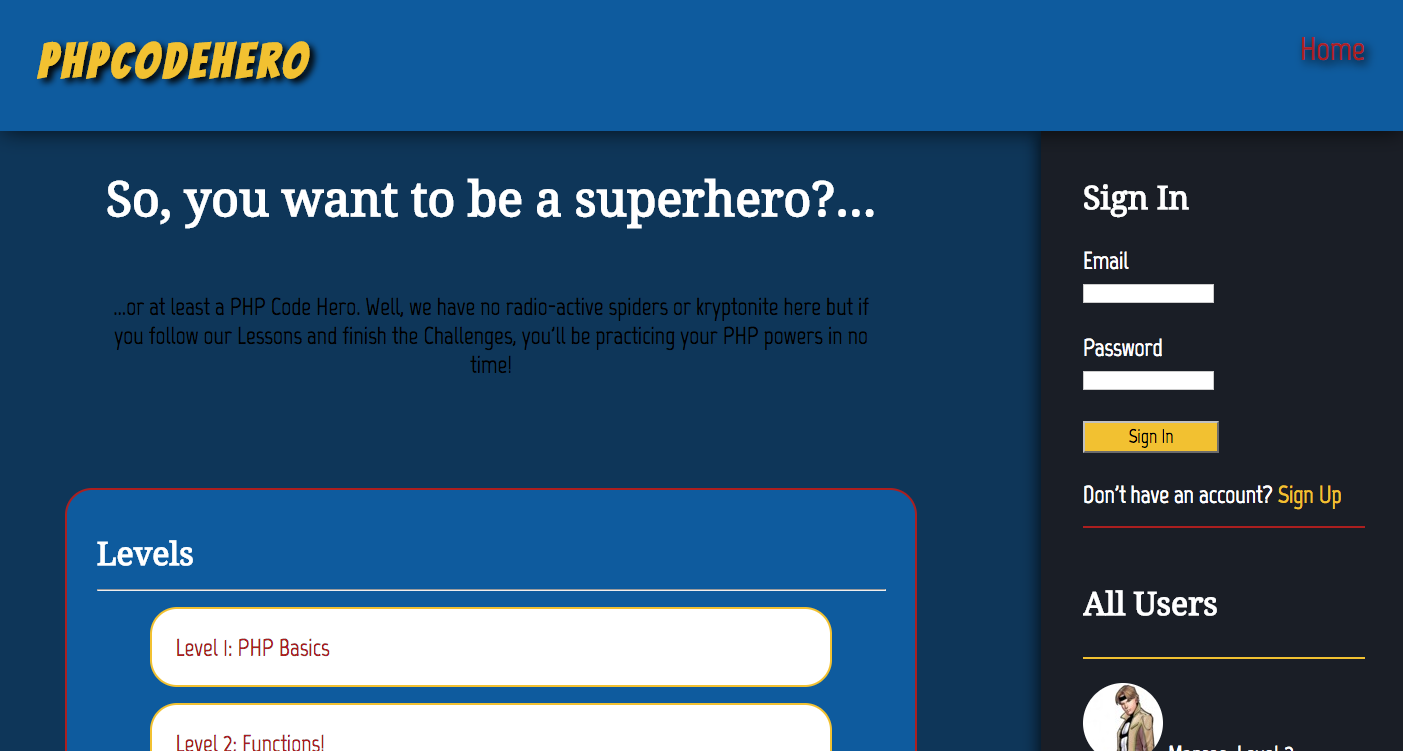 PHPCODEHERO
Home
So, you want to be a superhero?...
...or at least a PHP Code Hero. Well, we have no radio-active spiders or kryptonite here but if
you follow our Lessons and finish the Challenges, you'll be practicing your PHP powers in no
time!
Levels
Level 1: PHP Basics
Level 2: Functions!
Sign In
Email
Password
Sign In
Don't have an account? Sign Up
All Users